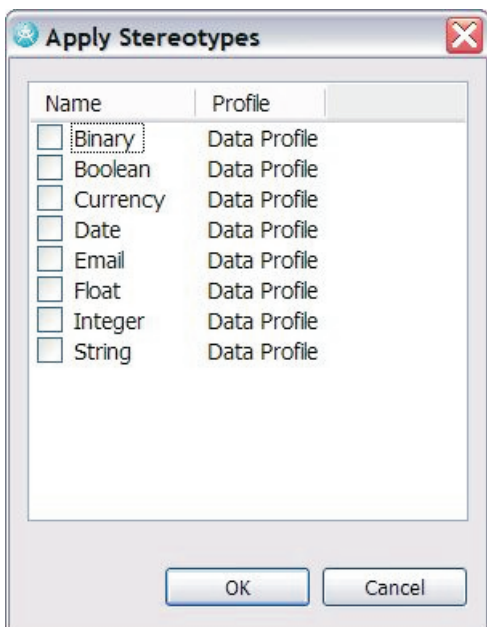 Apply Stereotypes
Name Profile
Binary Data Profile
Boolean Data Profile
Currency Data Profile
Date Data Profile
Email Data Profile
Float Data Profile
Integer Data Profile
String Data Profile
OK Cancel